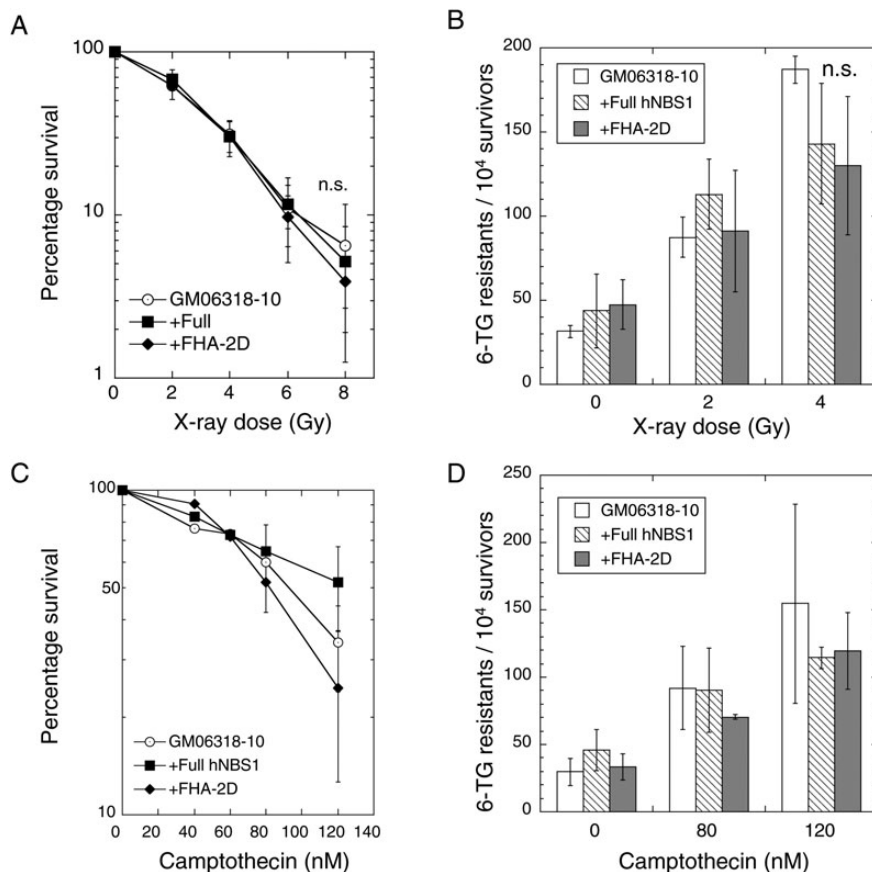 A
100
10
1
Percentage survival
n.s.
GM06318-10
+Full
+FHA-2D
0 2 4 6 8
X-ray dose (Gy)
B
200
150
100
50
0
6-TG resistants / 10⁴ survivors
GM06318-10
+Full hNBS1
+FHA-2D
n.s.
0 2 4
X-ray dose (Gy)
C
100
50
10
Percentage survival
GM06318-10
+Full hNBS1
+FHA-2D
0 20 40 60 80 100 120 140
Camptothecin (nM)
D
250
200
150
100
50
0
6-TG resistants / 10⁴ survivors
GM06318-10
+Full hNBS1
+FHA-2D
0 80 120
Camptothecin (nM)